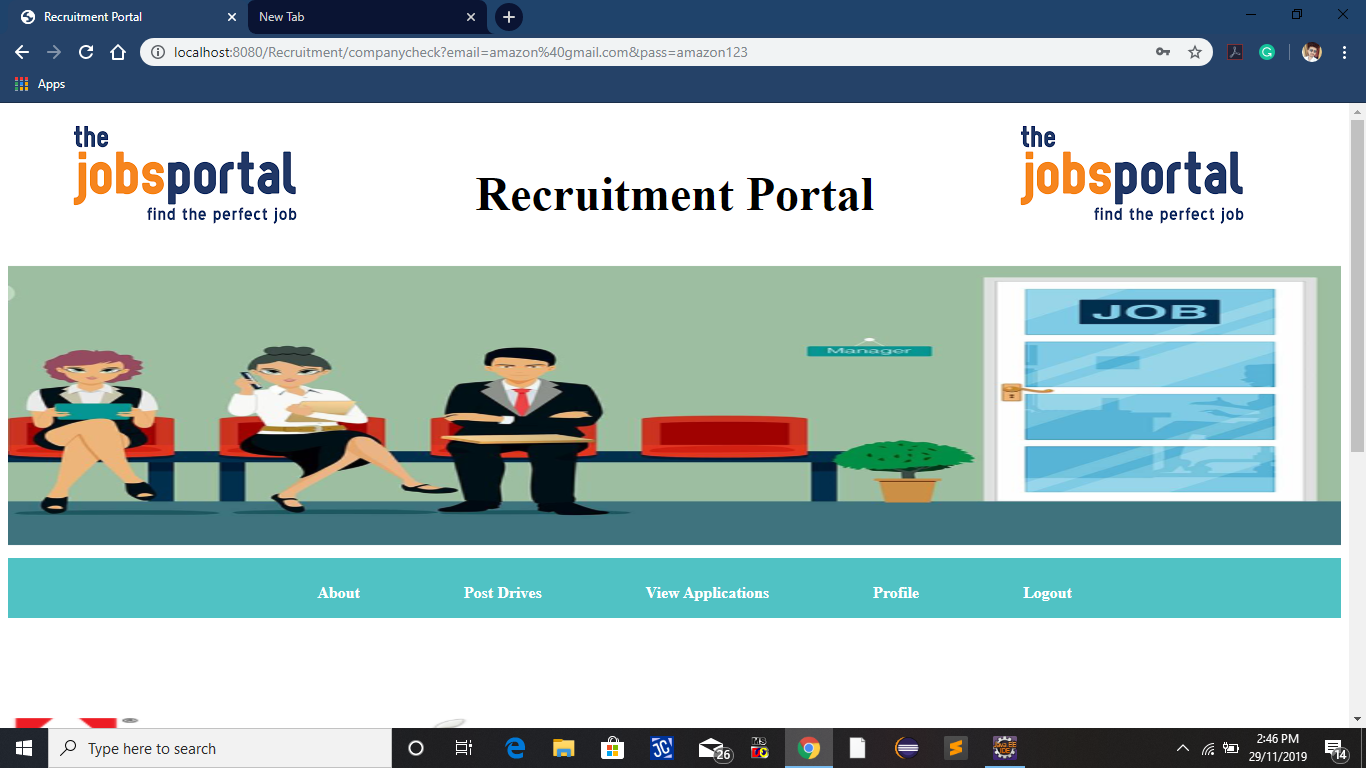 Recruitment Portal
New Tab
localhost:8080/Recruitment/companycheck?email=amazon%40gmail.com&pass=amazon123
Apps
the
jobsportal
find the perfect job
Recruitment Portal
the
jobsportal
find the perfect job
JOB
Manager
About Post Drives View Applications Profile Logout
Type here to search
JC
26
2:46 PM
29/11/2019
14